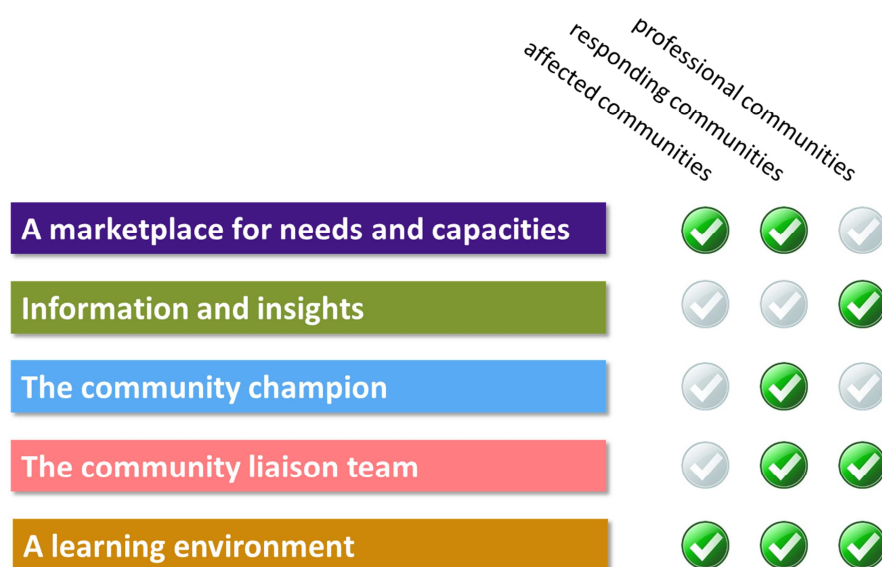 affected communities
responding communities
professional communities
A marketplace for needs and capacities
Information and insights
The community champion
The community liaison team
A learning environment